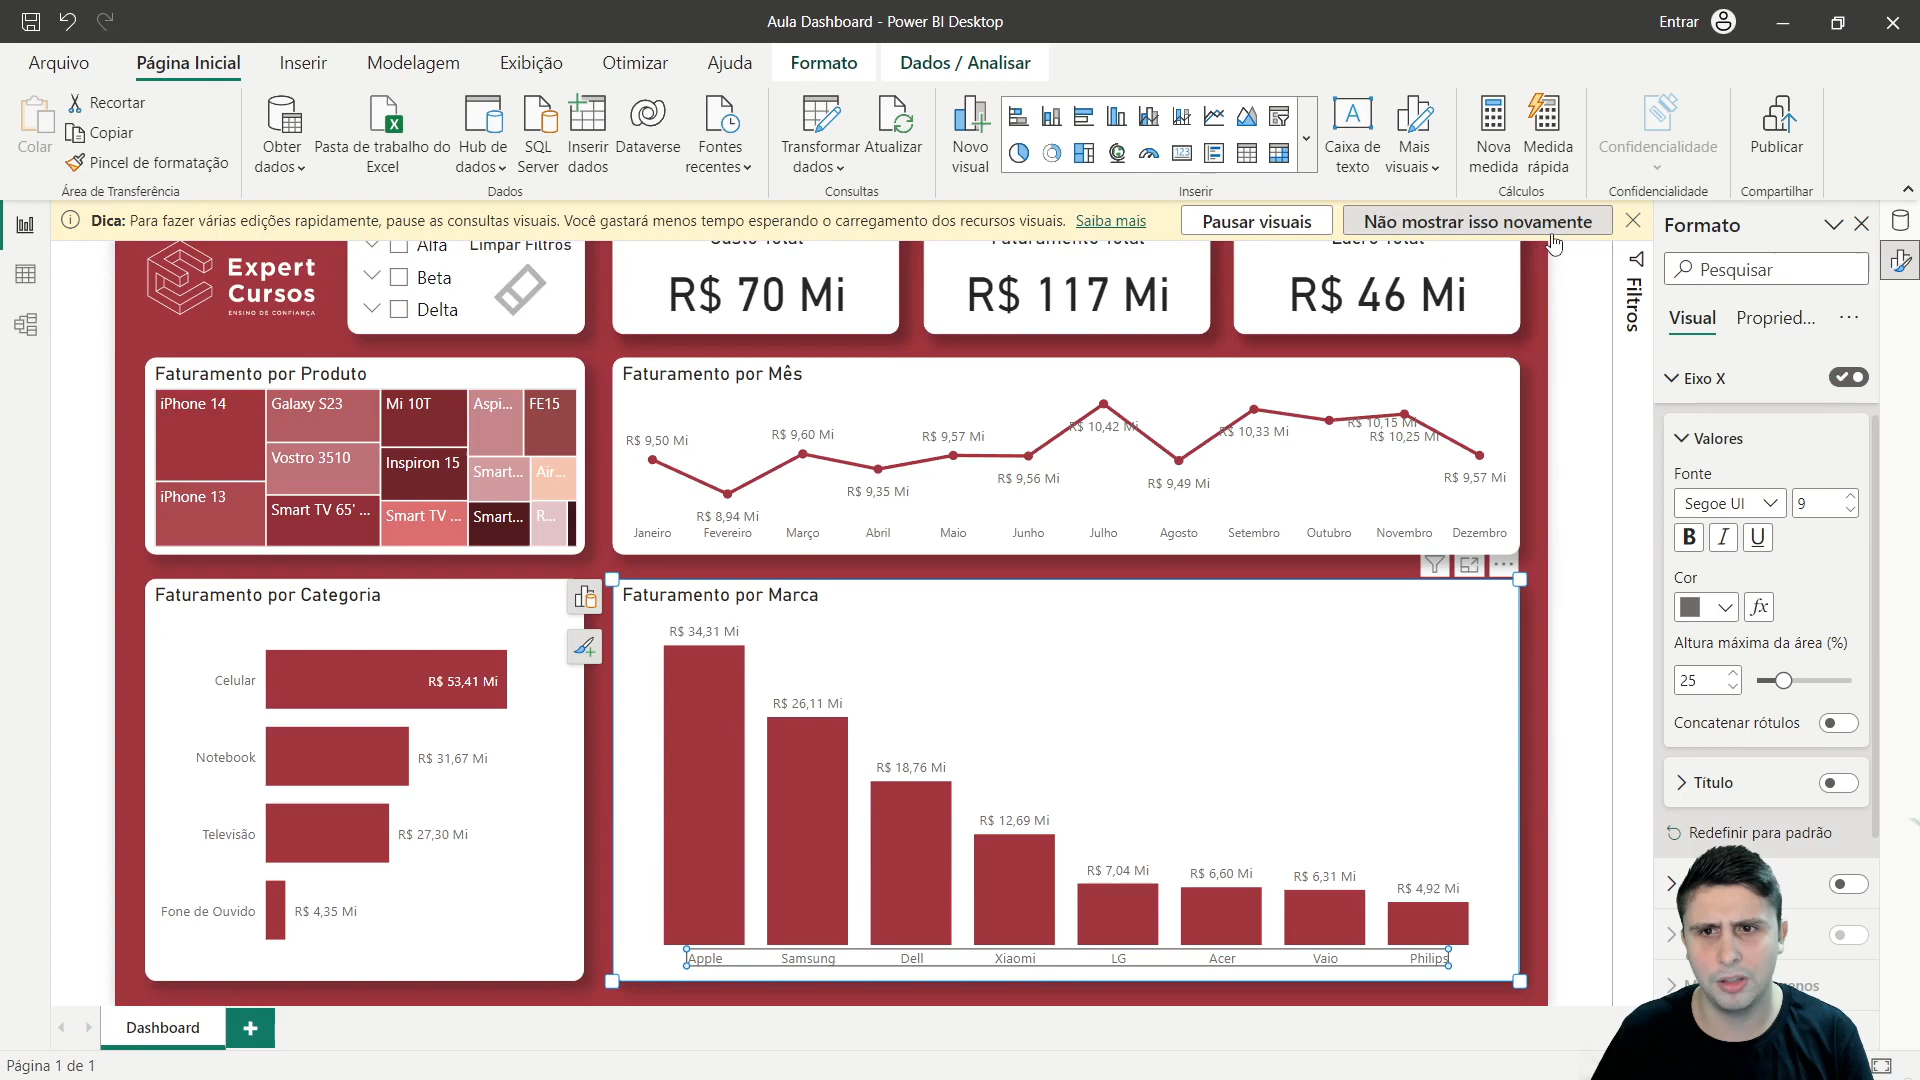 Aula Dashboard - Power BI Desktop
Entrar
Arquivo
Página Inicial
Inserir
Modelagem
Exibição
Otimizar
Ajuda
Formato
Dados / Analisar
Colar
Recortar
Copiar
Pincel de formatação
Área de Transferência
Obter dados
Pasta de trabalho do Excel
Hub de dados
SQL Server
Inserir dados
Dataverse
Fontes recentes
Dados
Transformar dados
Atualizar
Consultas
Novo visual
Caixa de texto
Mais visuais
Inserir
Nova medida
Medida rápida
Cálculos
Confidencialidade
Confidencialidade
Publicar
Compartilhar
Dica: Para fazer várias edições rapidamente, pause as consultas visuais. Você gastará menos tempo esperando o carregamento dos recursos visuais. Saiba mais
Pausar visuais
Não mostrar isso novamente
Expert
Cursos
ENSINO DE CONFIANÇA
Alfa
Beta
Delta
Limpar Filtros
Custo Total
R$ 70 Mi
Faturamento Total
R$ 117 Mi
Lucro Total
R$ 46 Mi
Faturamento por Produto
iPhone 14
iPhone 13
Galaxy S23
Vostro 3510
Smart TV 65' ...
Mi 10T
Inspiron 15
Smart TV ...
Aspi...
FE15
Smart...
Air...
Smart...
R...
Faturamento por Mês
R$ 9,50 Mi
R$ 8,94 Mi
R$ 9,60 Mi
R$ 9,35 Mi
R$ 9,57 Mi
R$ 9,56 Mi
R$ 10,42 Mi
R$ 9,49 Mi
R$ 10,33 Mi
R$ 10,15 Mi
R$ 10,25 Mi
R$ 9,57 Mi
Janeiro
Fevereiro
Março
Abril
Maio
Junho
Julho
Agosto
Setembro
Outubro
Novembro
Dezembro
Faturamento por Categoria
Celular
R$ 53,41 Mi
Notebook
R$ 31,67 Mi
Televisão
R$ 27,30 Mi
Fone de Ouvido
R$ 4,35 Mi
Faturamento por Marca
R$ 34,31 Mi
R$ 26,11 Mi
R$ 18,76 Mi
R$ 12,69 Mi
R$ 7,04 Mi
R$ 6,60 Mi
R$ 6,31 Mi
R$ 4,92 Mi
Apple
Samsung
Dell
Xiaomi
LG
Acer
Vaio
Philips
Filtros
Formato
Pesquisar
Visual
Propried...
Eixo X
Valores
Fonte
Segoe UI
9
B
I
U
Cor
fx
Altura máxima da área (%)
25
Concatenar rótulos
Título
Redefinir para padrão
Dashboard
Página 1 de 1